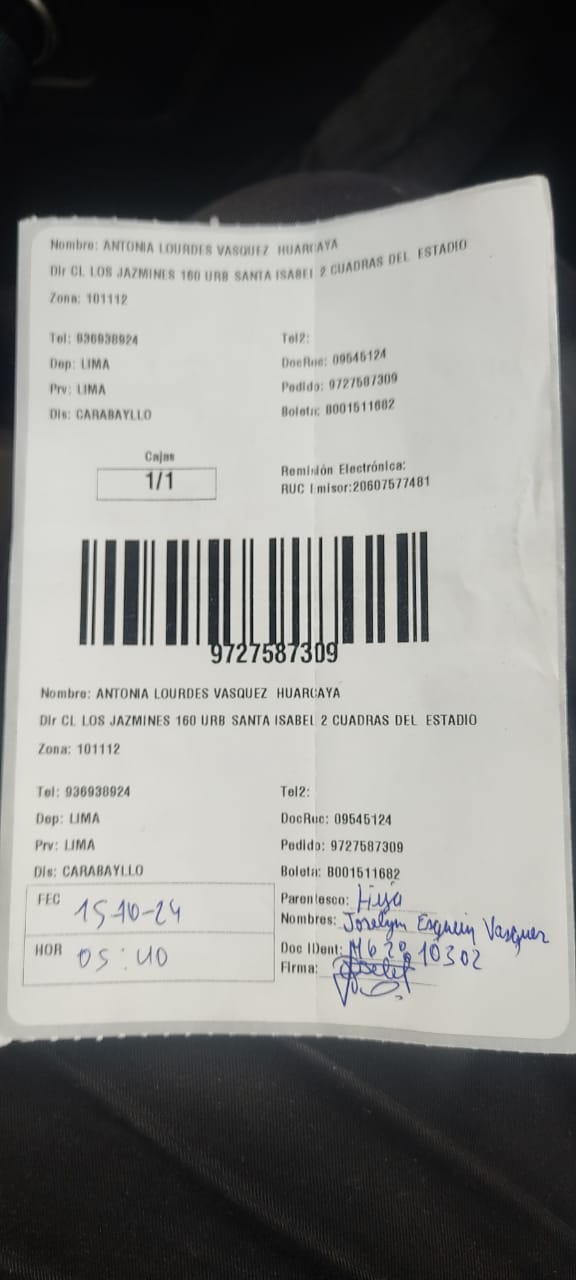 Nombre: ANTONIA LOURDES VASQUEZ HUARCAYA
Dir CL LOS JAZMINES 160 URB SANTA ISABEL 2 CUADRAS DEL ESTADIO
Zona: 101112
Tel: 936938924 Tel2:
Dep: LIMA DocRuc: 09545124
Prv: LIMA Pedido: 9727587309
Dis: CARABAYLLO Boleta: B001511682
Cajas
1/1
Remisión Electrónica:
RUC Emisor:20607577481
9727587309
Nombre: ANTONIA LOURDES VASQUEZ HUARCAYA
Dir CL LOS JAZMINES 160 URB SANTA ISABEL 2 CUADRAS DEL ESTADIO
Zona: 101112
Tel: 936938924 Tel2:
Dep: LIMA DocRuc: 09545124
Prv: LIMA Pedido: 9727587309
Dis: CARABAYLLO Boleta: B001511682
FEC 15-10-24 Parentesco: Hija
Nombres: Joselym Vasquez
HOR 05:40 Doc IDent:
Firma: